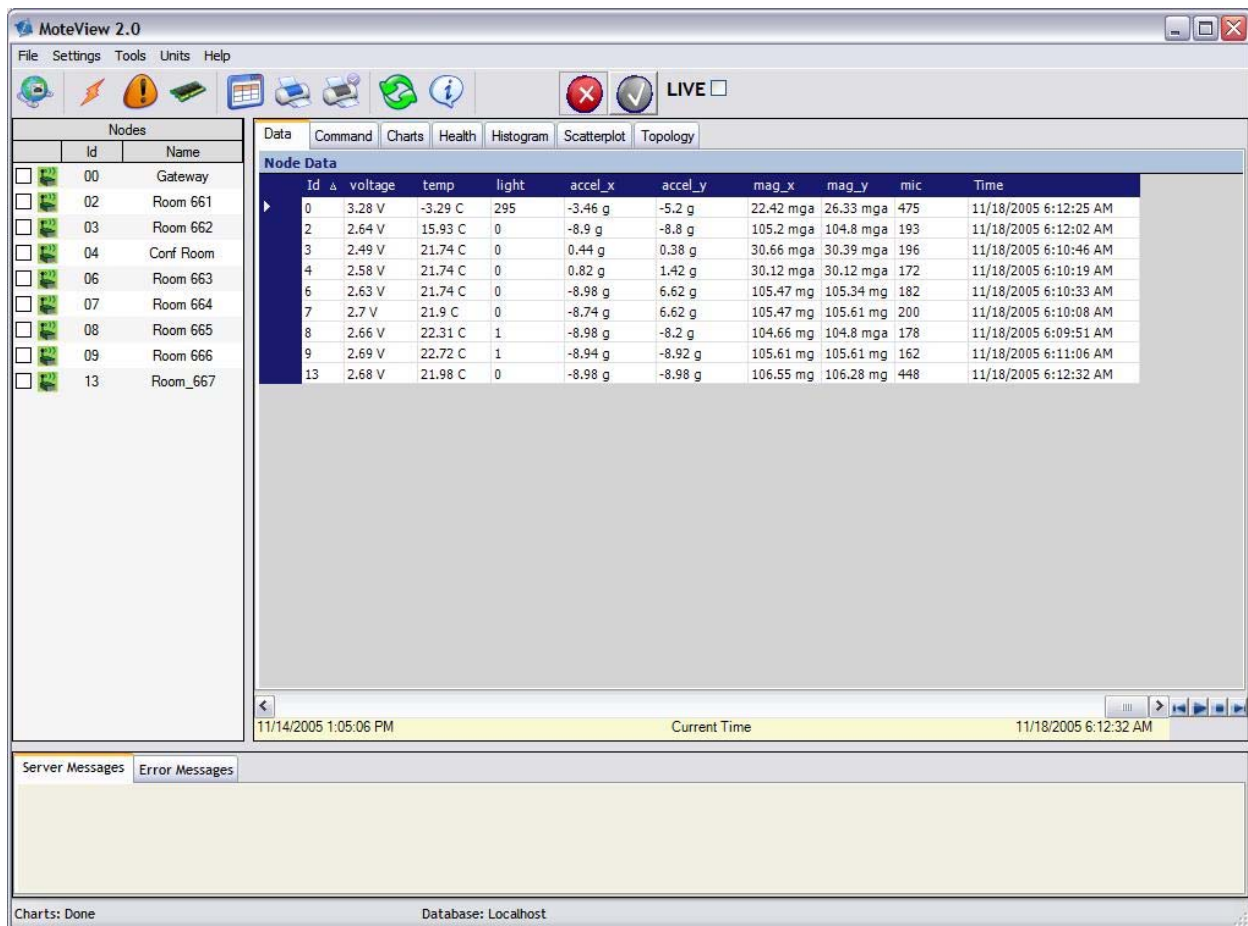 MoteView 2.0
File Settings Tools Units Help
LIVE
Nodes
Id Name
00 Gateway
02 Room 661
03 Room 662
04 Conf Room
06 Room 663
07 Room 664
08 Room 665
09 Room 666
13 Room_667
Data Command Charts Health Histogram Scatterplot Topology
Node Data
Id voltage temp light accel_x accel_y mag_x mag_y mic Time
0 3.28 V -3.29 C 295 -3.46 g -5.2 g 22.42 mga 26.33 mga 475 11/18/2005 6:12:25 AM
2 2.64 V 15.93 C 0 -8.9 g -8.8 g 105.2 mga 104.8 mga 193 11/18/2005 6:12:02 AM
3 2.49 V 21.74 C 0 0.44 g 0.38 g 30.66 mga 30.39 mga 196 11/18/2005 6:10:46 AM
4 2.58 V 21.74 C 0 0.82 g 1.42 g 30.12 mga 30.12 mga 172 11/18/2005 6:10:19 AM
6 2.63 V 21.74 C 0 -8.98 g 6.62 g 105.47 mg 105.34 mg 182 11/18/2005 6:10:33 AM
7 2.7 V 21.9 C 0 -8.74 g 6.62 g 105.47 mg 105.61 mg 200 11/18/2005 6:10:08 AM
8 2.66 V 22.31 C 1 -8.98 g -8.2 g 104.66 mg 104.8 mga 178 11/18/2005 6:09:51 AM
9 2.69 V 22.72 C 1 -8.94 g -8.92 g 105.61 mg 105.61 mg 162 11/18/2005 6:11:06 AM
13 2.68 V 21.98 C 0 -8.98 g -8.98 g 106.55 mg 106.28 mg 448 11/18/2005 6:12:32 AM
11/14/2005 1:05:06 PM Current Time 11/18/2005 6:12:32 AM
Server Messages Error Messages
Charts: Done Database: Localhost